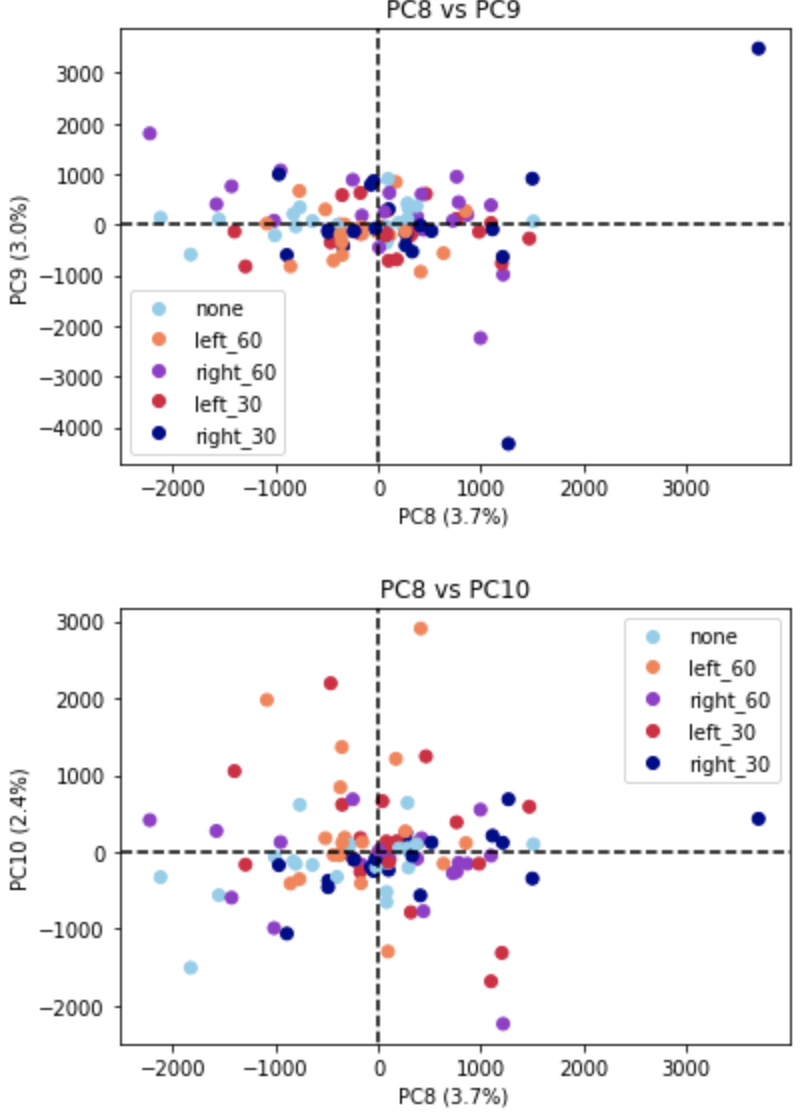 PC8 vs PC9
3000
2000
1000
0
−1000
−2000
−3000
−4000
PC9 (3.0%)
none
left_60
right_60
left_30
right_30
−2000 −1000 0 1000 2000 3000
PC8 (3.7%)
PC8 vs PC10
3000
2000
1000
0
−1000
−2000
PC10 (2.4%)
none
left_60
right_60
left_30
right_30
−2000 −1000 0 1000 2000 3000
PC8 (3.7%)